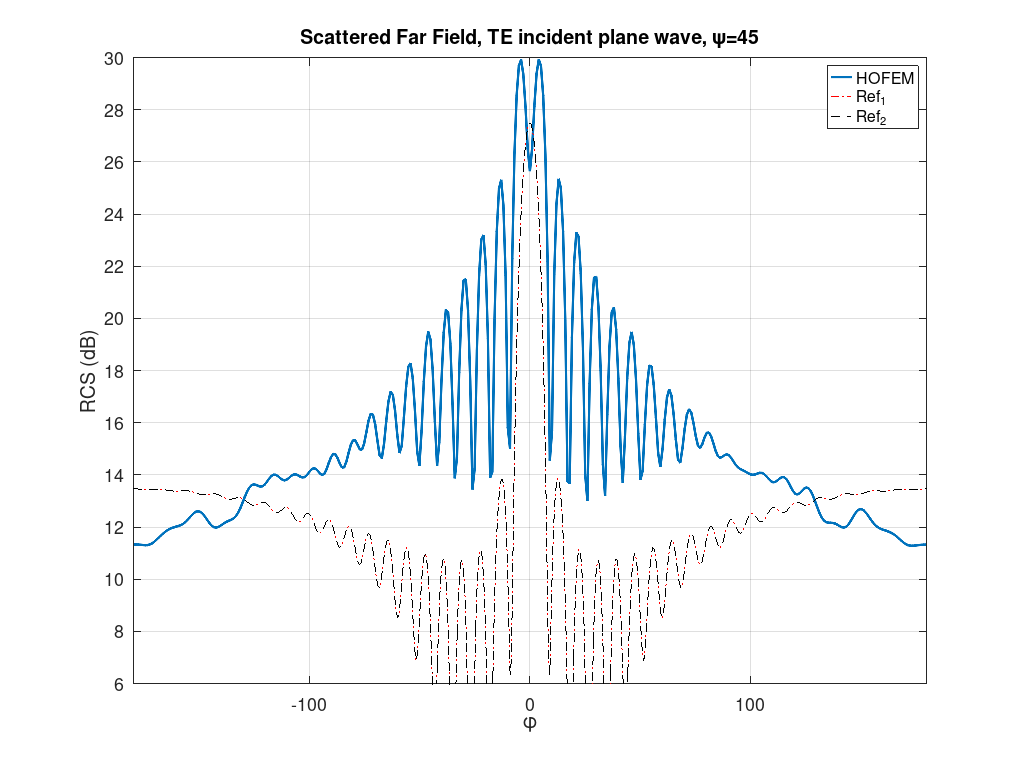 Scattered Far Field, TE incident plane wave, ψ=45
HOFEM
Ref1
Ref2
RCS (dB)
30
28
26
24
22
20
18
16
14
12
10
8
6
-100
0
100
φ